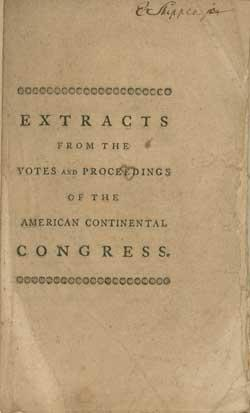 EXTRACTS
FROM THE
VOTES AND PROCEEDINGS
OF THE
AMERICAN CONTINENTAL
CONGRESS.